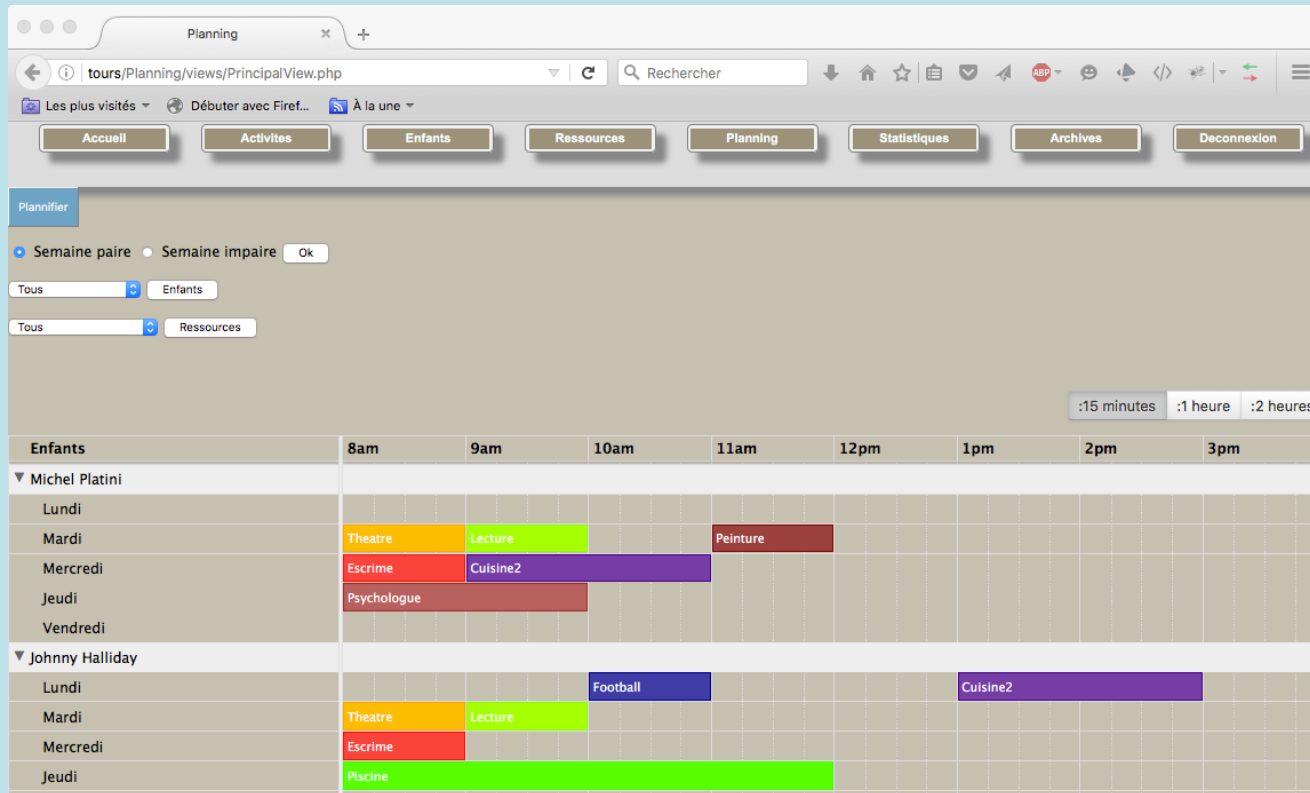 Planning
tours/Planning/views/PrincipalView.php Rechercher ABP
Les plus visités Débuter avec Firef... À la une
Accueil Activites Enfants Ressources Planning Statistiques Archives Deconnexion
Plannifier
Semaine paire Semaine impaire Ok
Tous Enfants
Tous Ressources
:15 minutes :1 heure :2 heures
Enfants 8am 9am 10am 11am 12pm 1pm 2pm 3pm
Michel Platini
Lundi
Mardi Theatre Lecture Peinture
Mercredi Escrime Cuisine2
Jeudi Psychologue
Vendredi
Johnny Halliday
Lundi Football Cuisine2
Mardi Theatre Lecture
Mercredi Escrime
Jeudi Piscine